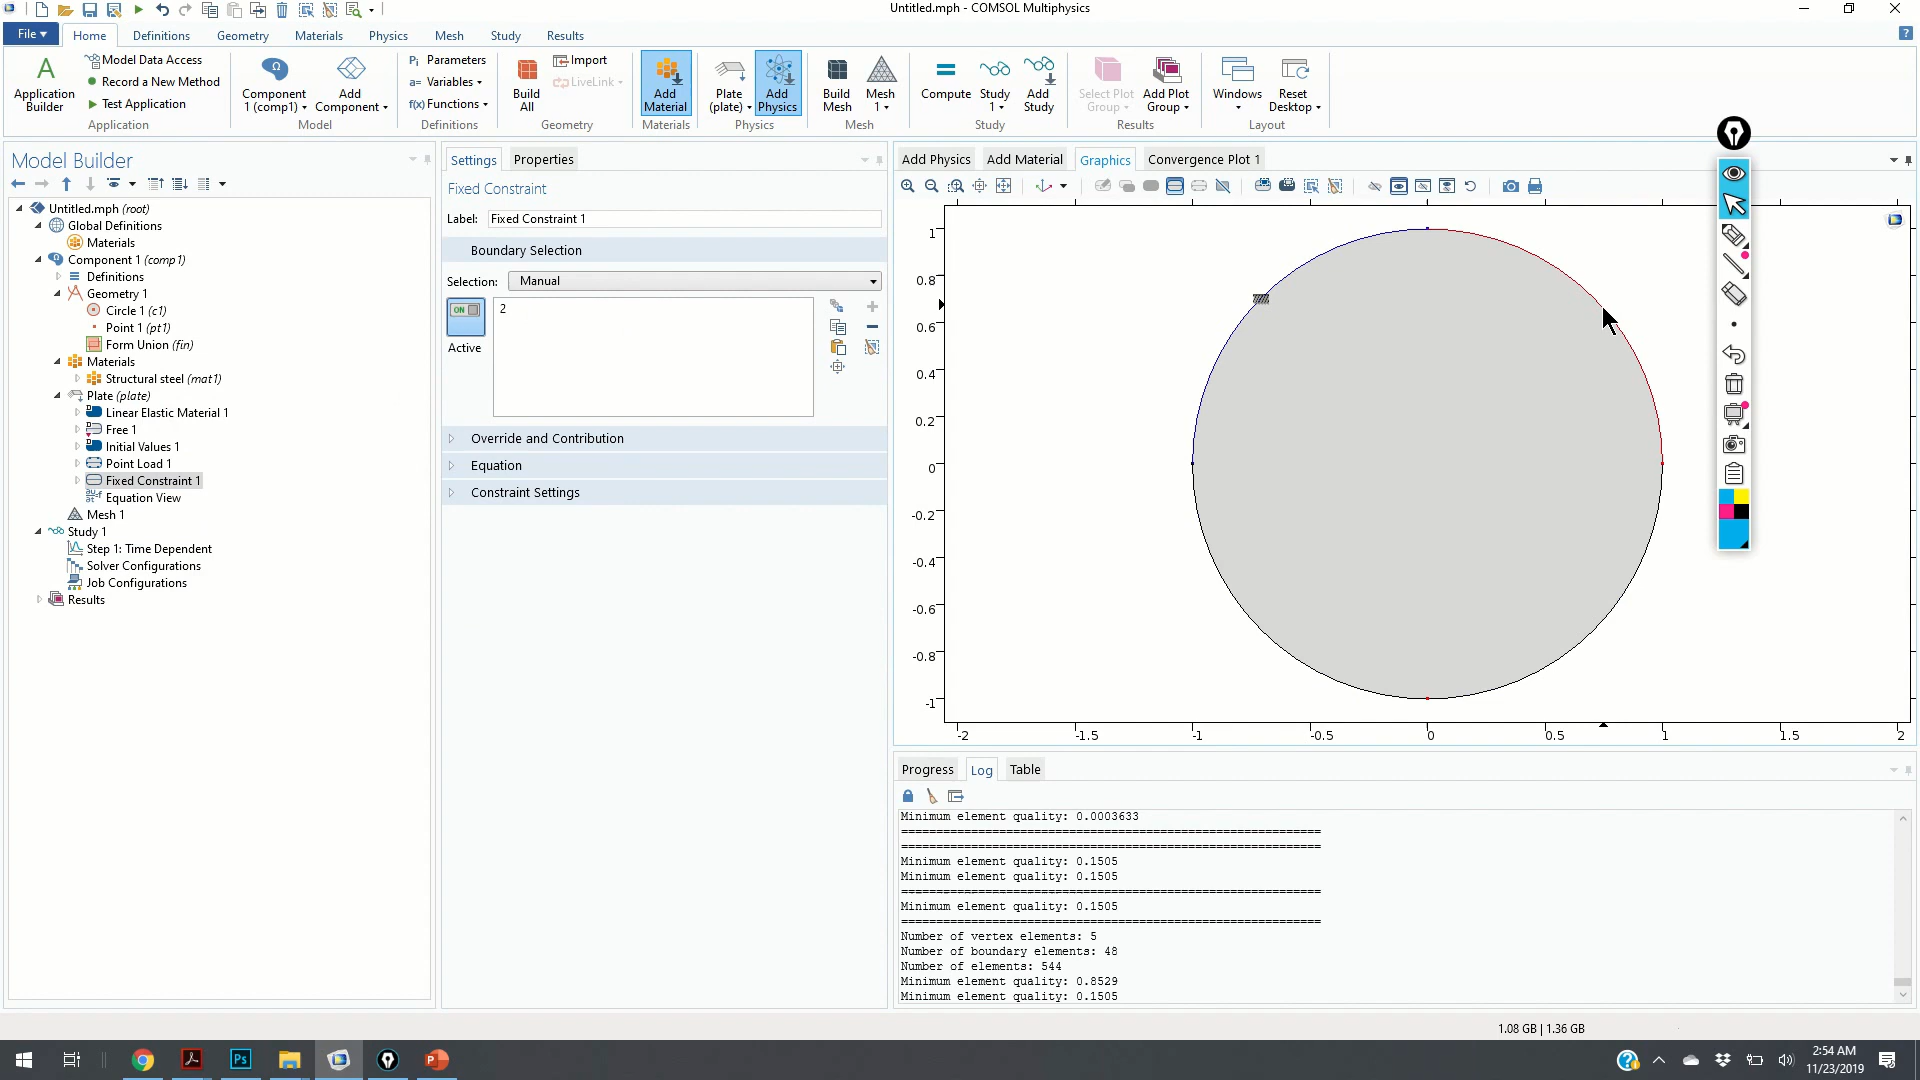 Untitled.mph - COMSOL Multiphysics
File
Home
Definitions
Geometry
Materials
Physics
Mesh
Study
Results
Application
Builder
Model Data Access
Record a New Method
Test Application
Application
Component
1 (comp1)
Add
Component
Model
Pi Parameters
a= Variables
f(x) Functions
Definitions
Build
All
Import
LiveLink
Geometry
Add
Material
Materials
Plate
(plate)
Add
Physics
Physics
Build
Mesh
Mesh
1
Mesh
Compute
Study
1
Add
Study
Study
Select Plot
Group
Add Plot
Group
Results
Windows
Reset
Desktop
Layout
Model Builder
Untitled.mph (root)
Global Definitions
Materials
Component 1 (comp1)
Definitions
Geometry 1
Circle 1 (c1)
Point 1 (pt1)
Form Union (fin)
Materials
Structural steel (mat1)
Plate (plate)
Linear Elastic Material 1
Free 1
Initial Values 1
Point Load 1
Fixed Constraint 1
Equation View
Mesh 1
Study 1
Step 1: Time Dependent
Solver Configurations
Job Configurations
Results
Settings
Properties
Fixed Constraint
Label: Fixed Constraint 1
Boundary Selection
Selection: Manual
ON
Active
2
Override and Contribution
Equation
Constraint Settings
Add Physics
Add Material
Graphics
Convergence Plot 1
1
0.8
0.6
0.4
0.2
0
-0.2
-0.4
-0.6
-0.8
-1
-2
-1.5
-1
-0.5
0
0.5
1
1.5
2
Progress
Log
Table
Minimum element quality: 0.0003633
============================================================
============================================================
Minimum element quality: 0.1505
Minimum element quality: 0.1505
============================================================
Minimum element quality: 0.1505
============================================================
Number of vertex elements: 5
Number of boundary elements: 48
Number of elements: 544
Minimum element quality: 0.8529
Minimum element quality: 0.1505
1.08 GB | 1.36 GB
Ps
2:54 AM
11/23/2019